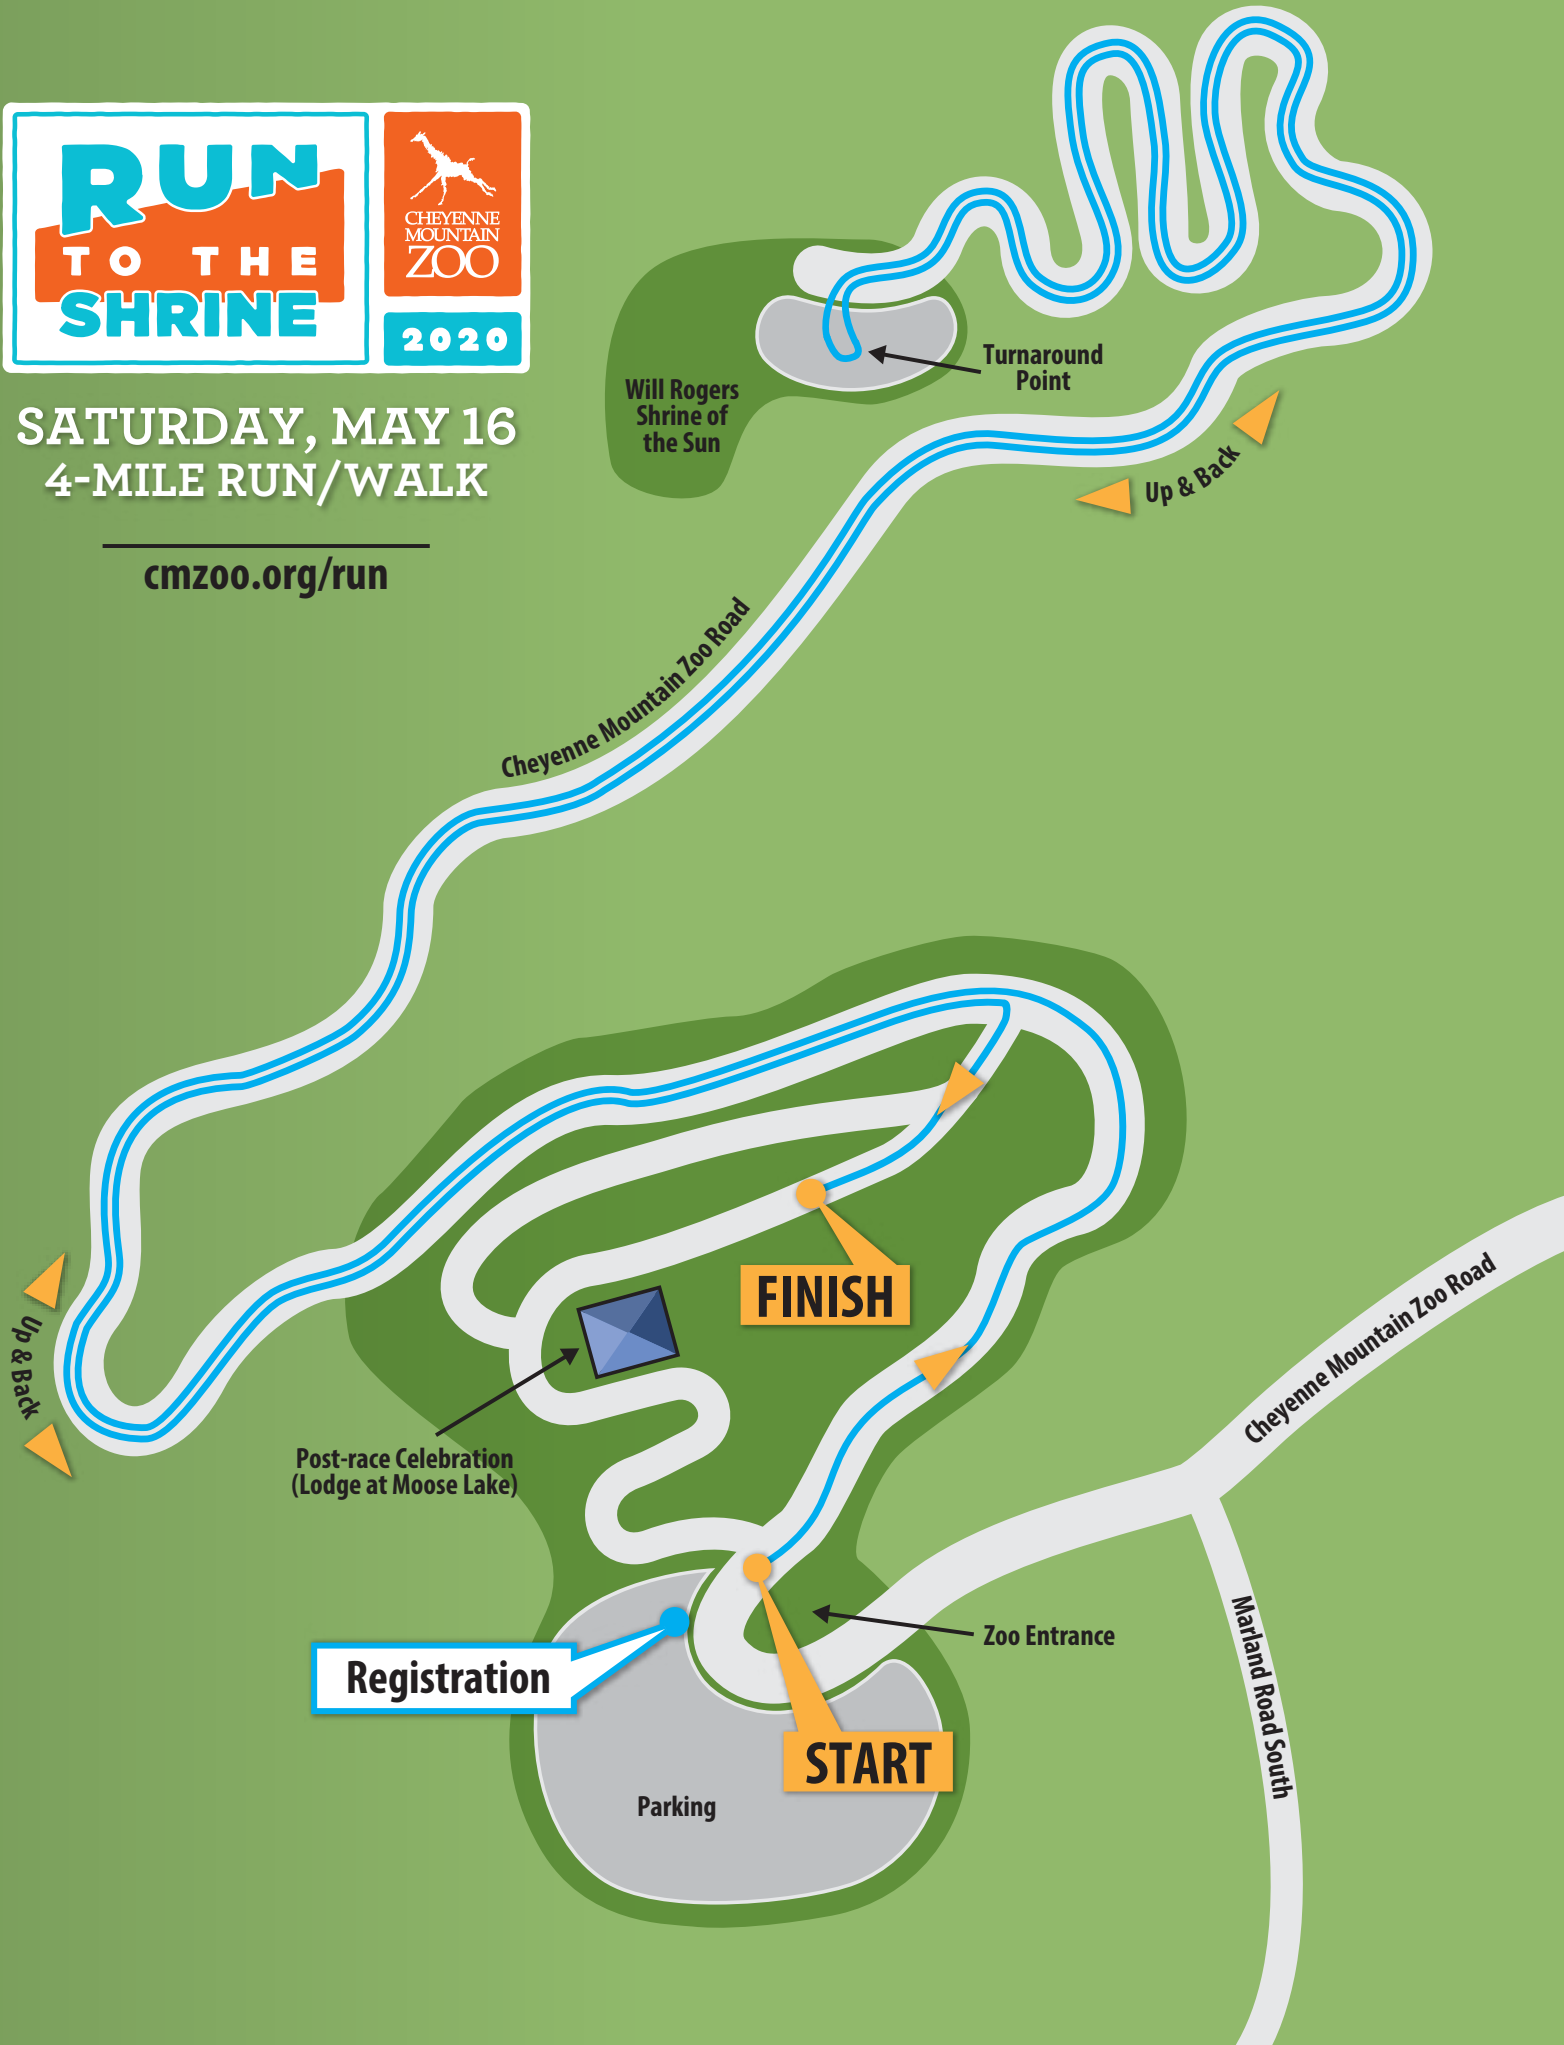 RUN
TO THE
SHRINE
CHEYENNE
MOUNTAIN
ZOO
2020
SATURDAY, MAY 16
4-MILE RUN/WALK
cmzoo.org/run
Turnaround
Point
Will Rogers
Shrine of
the Sun
Up & Back
Cheyenne Mountain Zoo Road
FINISH
Cheyenne Mountain Zoo Road
Up & Back
Post-race Celebration
(Lodge at Moose Lake)
Zoo Entrance
Marland Road South
Registration
START
Parking